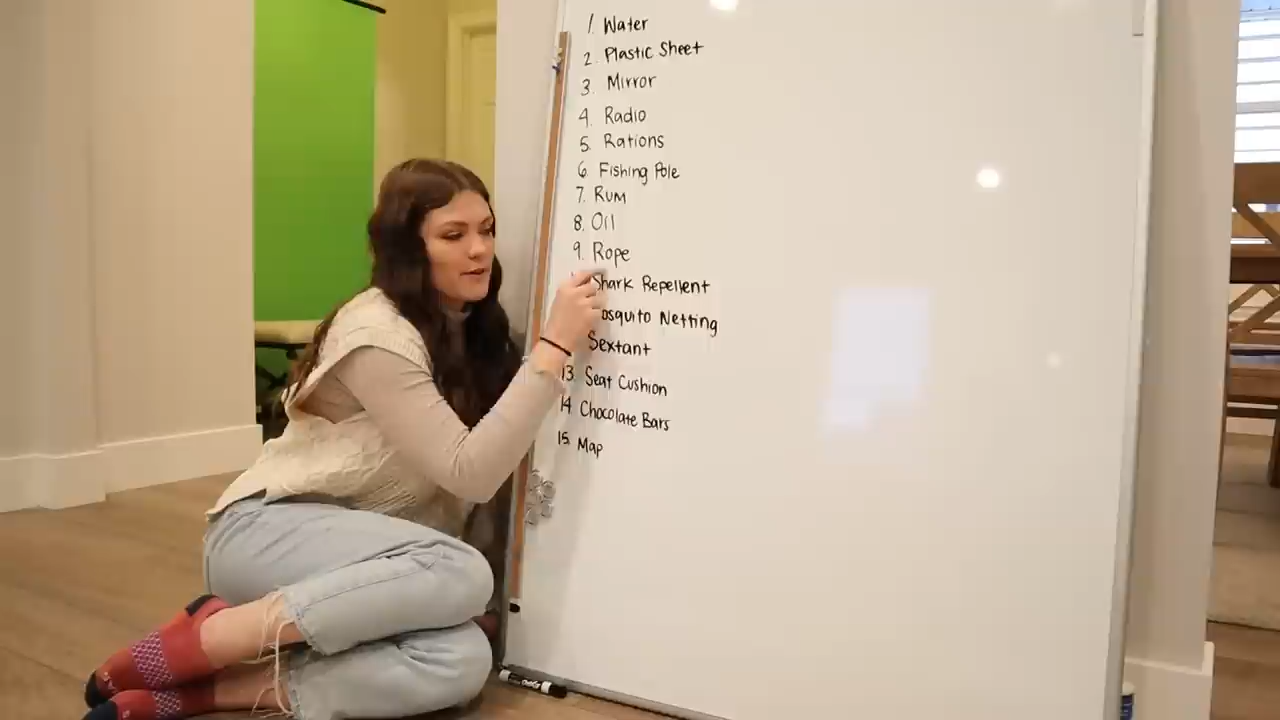 1. Water
2. Plastic Sheet
3. Mirror
4. Radio
5. Rations
6. Fishing Pole
7. Rum
8. Oil
9. Rope
Shark Repellent
osquito Netting
Sextant
13. Seat Cushion
14 Chocolate Bars
15. Map